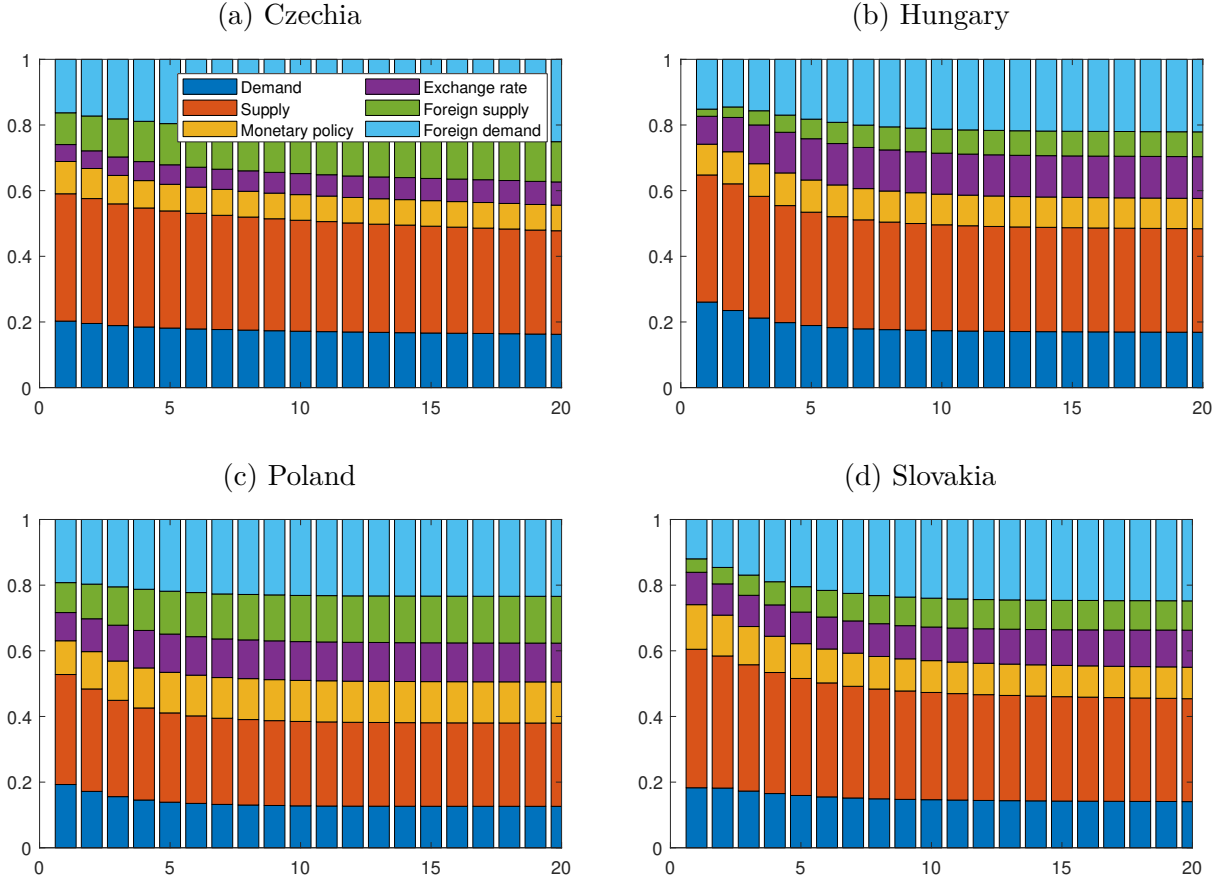 (a) Czechia
1
0.8
0.6
0.4
0.2
0
0 5 10 15 20
Demand
Supply
Monetary policy
Exchange rate
Foreign supply
Foreign demand
(b) Hungary
1
0.8
0.6
0.4
0.2
0
0 5 10 15 20
(c) Poland
1
0.8
0.6
0.4
0.2
0
0 5 10 15 20
(d) Slovakia
1
0.8
0.6
0.4
0.2
0
0 5 10 15 20